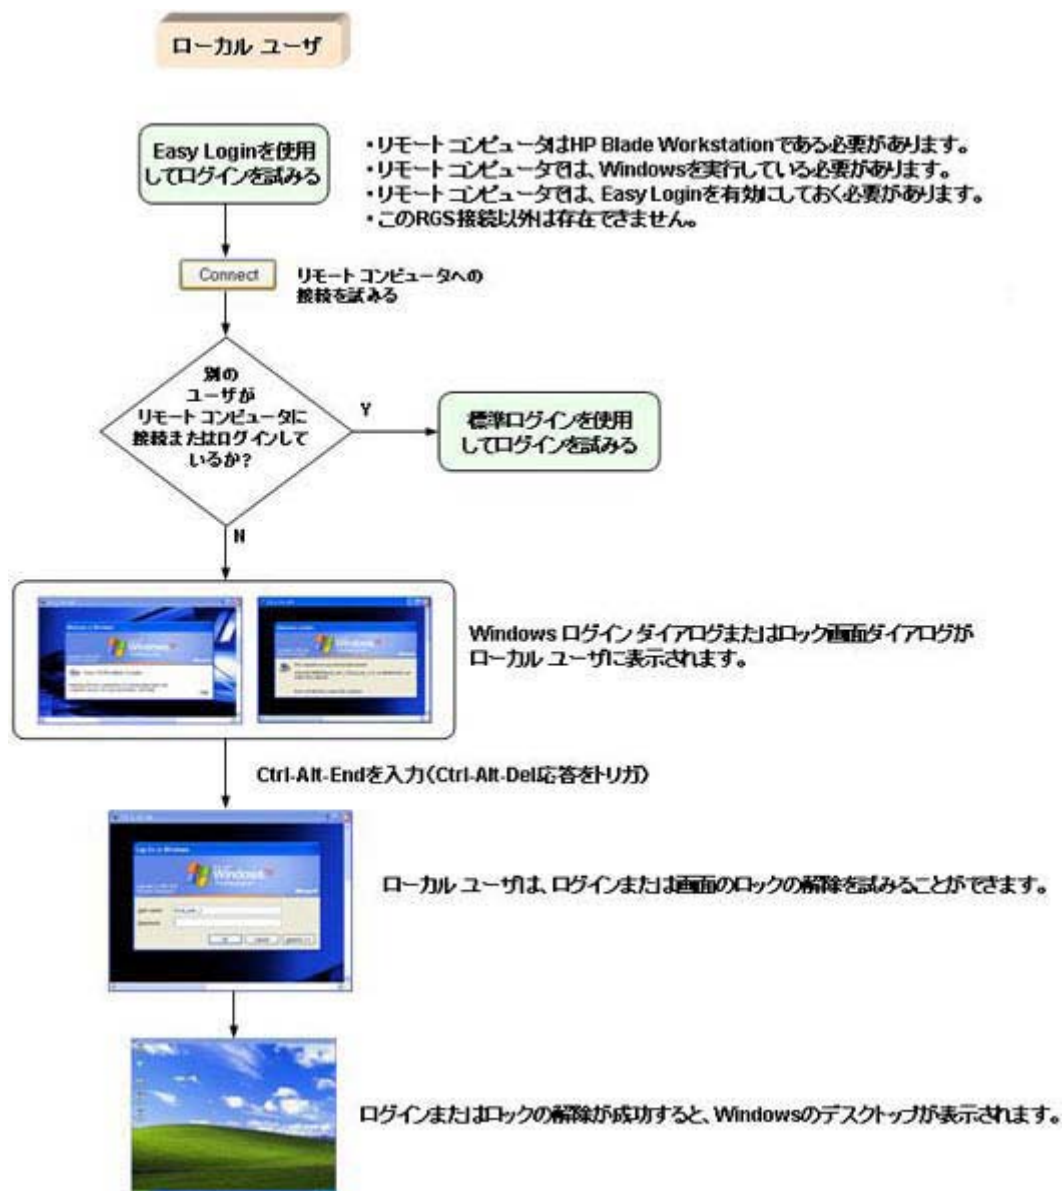 ローカル ユーザ
Easy Loginを使用
してログインを試みる
・リモート コンピュータはHP Blade Workstationである必要があります。
・リモート コンピュータでは、Windowsを実行している必要があります。
・リモート コンピュータでは、Easy Loginを有効にしておく必要があります。
・このRGS接続以外は存在できません。
Connect
リモート コンピュータへの
接続を試みる
別の
ユーザが
リモート コンピュータに
接続またはログインして
いるか?
Y
標準ログインを使用
してログインを試みる
N
Windows ログイン ダイアログまたはロック画面ダイアログが
ローカル ユーザに表示されます。
Ctrl-Alt-Endを入力(Ctrl-Alt-Del応答をトリガ)
Log On to Windows
Windows
ローカル ユーザは、ログインまたは画面のロックの解除を試みることができます。
ログインまたはロックの解除が成功すると、Windowsのデスクトップが表示されます。